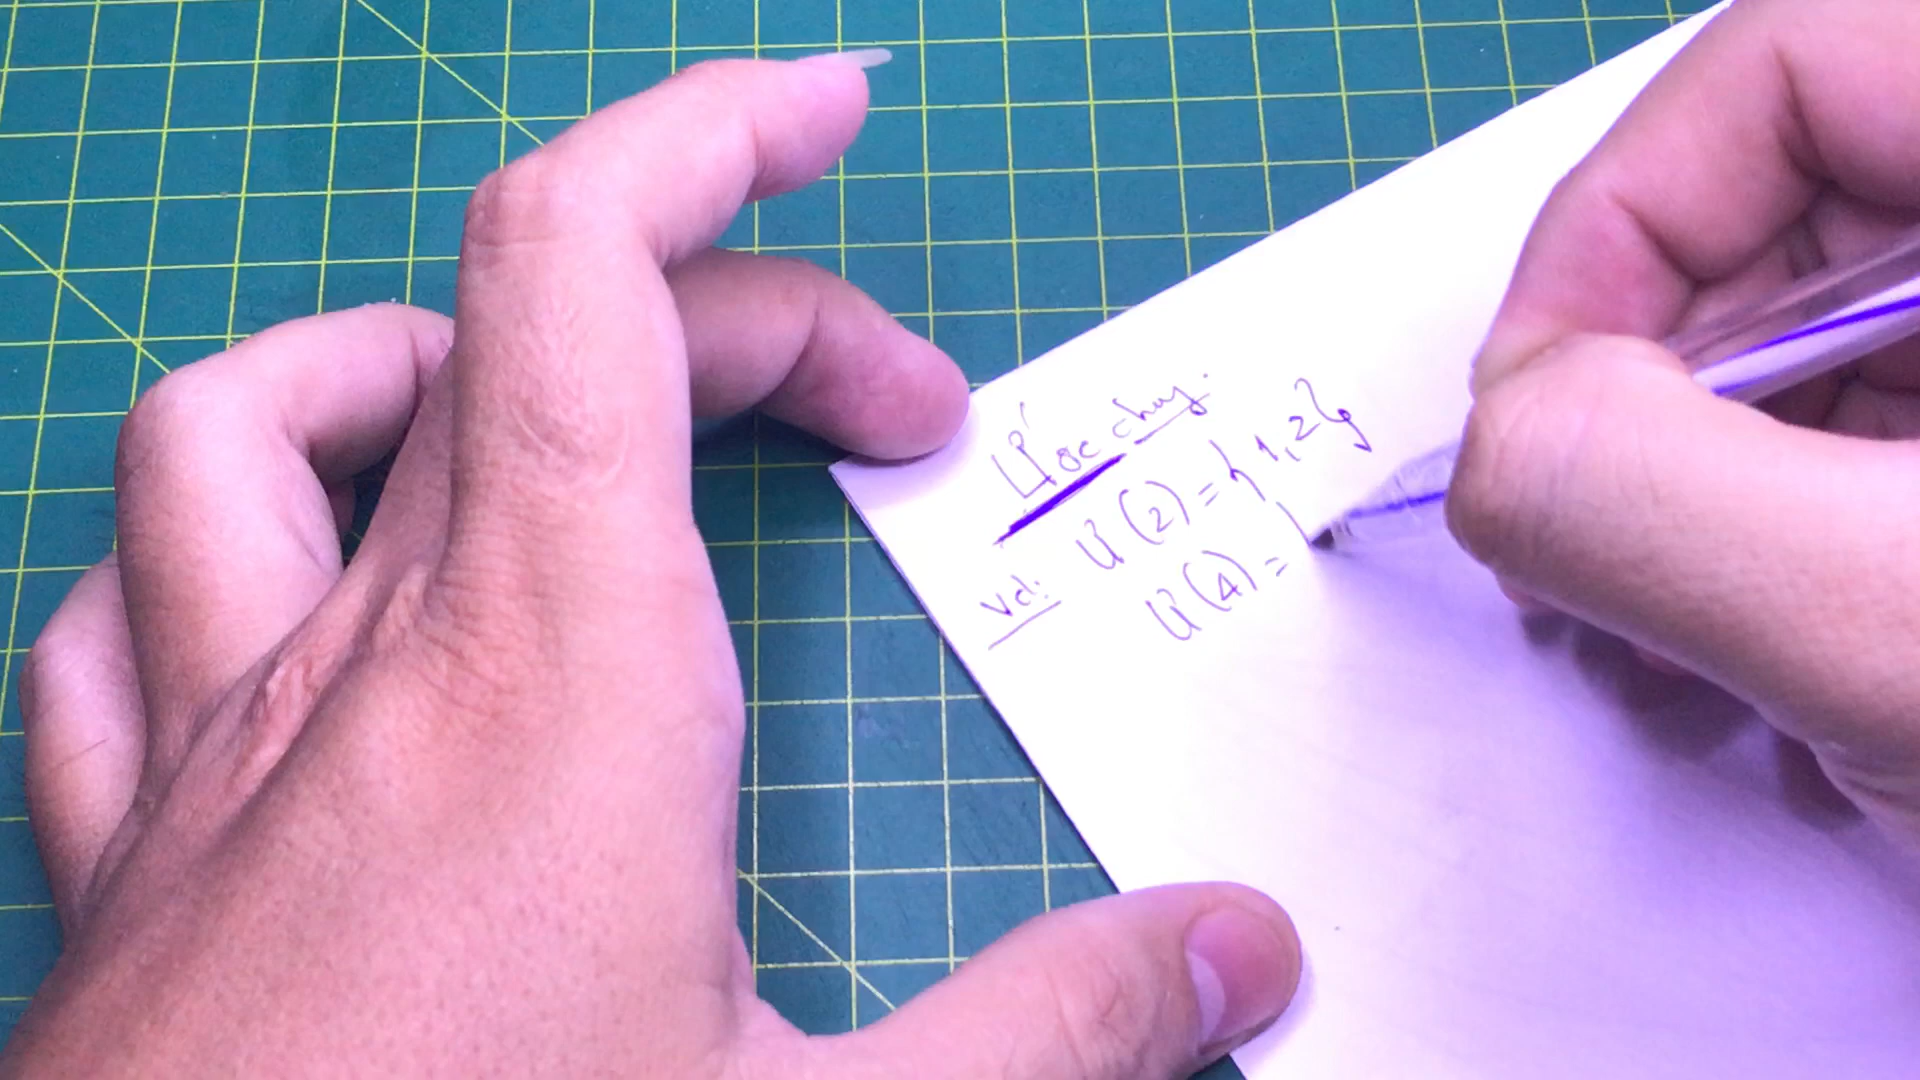 Ước chung.
Vd: Ư(2) = { 1, 2 }
Ư(4) =